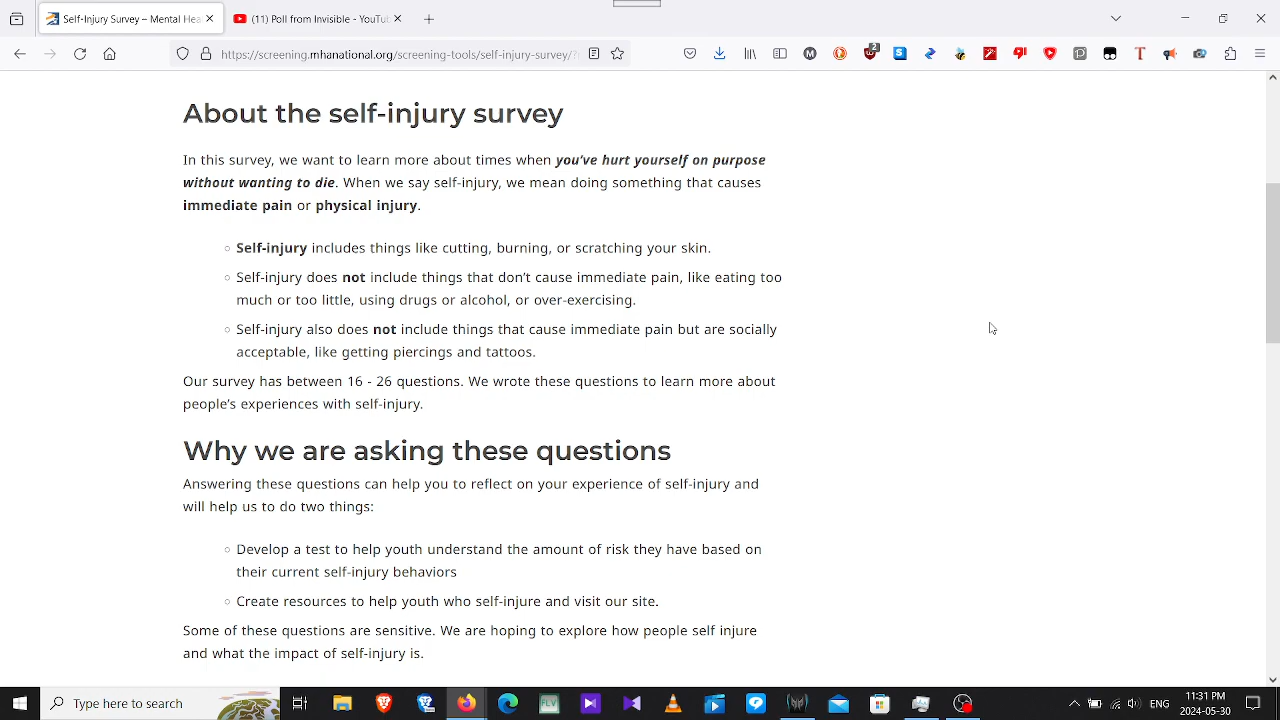 Self-Injury Survey – Mental Hea
(11) Poll from Invisible - YouTub
https://screening.mhanational.org/screening-tools/self-injury-survey/?
2
About the self-injury survey
In this survey, we want to learn more about times when you've hurt yourself on purpose
without wanting to die. When we say self-injury, we mean doing something that causes
immediate pain or physical injury.
Self-injury includes things like cutting, burning, or scratching your skin.
Self-injury does not include things that don't cause immediate pain, like eating too
much or too little, using drugs or alcohol, or over-exercising.
Self-injury also does not include things that cause immediate pain but are socially
acceptable, like getting piercings and tattoos.
Our survey has between 16 - 26 questions. We wrote these questions to learn more about
people's experiences with self-injury.
Why we are asking these questions
Answering these questions can help you to reflect on your experience of self-injury and
will help us to do two things:
Develop a test to help youth understand the amount of risk they have based on
their current self-injury behaviors
Create resources to help youth who self-injure and visit our site.
Some of these questions are sensitive. We are hoping to explore how people self injure
and what the impact of self-injury is.
Type here to search
FLV
ENG
11:31 PM
2024-05-30